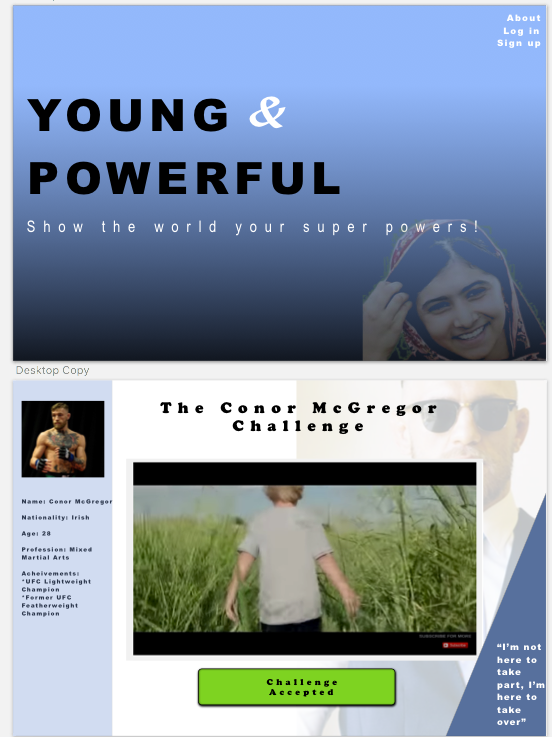 About
Log in
Sign up
YOUNG &
POWERFUL
Show the world your super powers!
Desktop Copy
The Conor McGregor
Challenge
Name: Conor McGregor
Nationality: Irish
Age: 28
Profession: Mixed
Martial Arts
Acheivements:
*UFC Lightweight
Champion
*Former UFC
Featherweight
Champion
SUBSCRIBE FOR MORE
Subscribe
Challenge
Accepted
"I'm not
here to
take
part, I'm
here to
take
over"